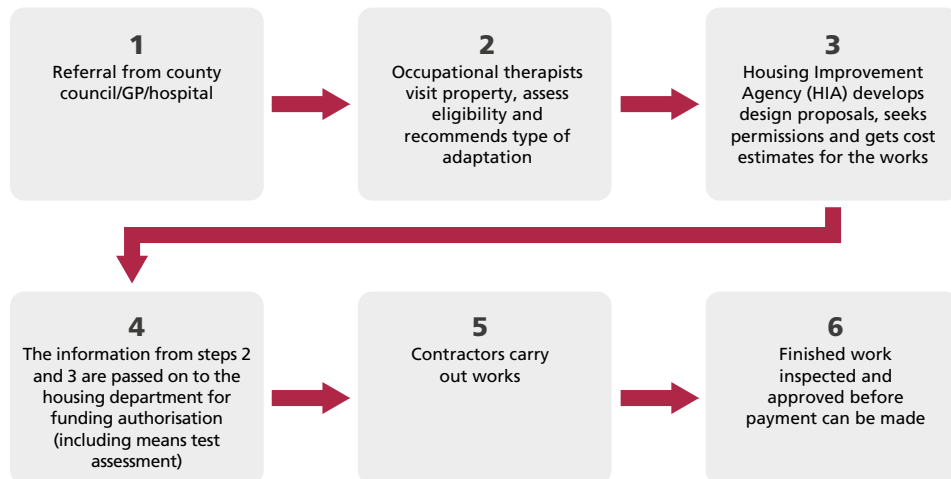 1
Referral from county
council/GP/hospital
2
Occupational therapists
visit property, assess
eligibility and
recommends type of
adaptation
3
Housing Improvement
Agency (HIA) develops
design proposals, seeks
permissions and gets cost
estimates for the works
4
The information from steps 2
and 3 are passed on to the
housing department for
funding authorisation
(including means test
assessment)
5
Contractors carry
out works
6
Finished work
inspected and
approved before
payment can be made